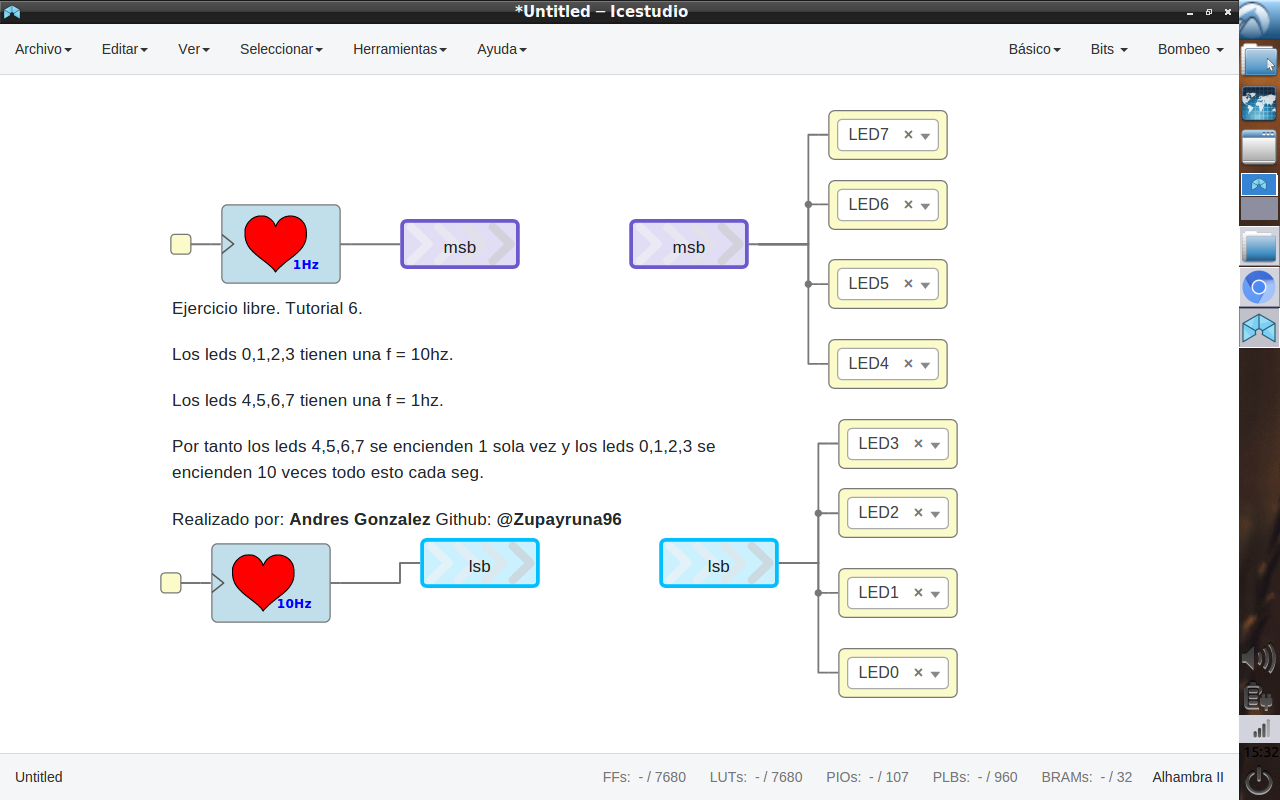 *Untitled – Icestudio
Archivo Editar Ver Seleccionar Herramientas Ayuda Básico Bits Bombeo
LED7 ×
LED6 ×
1Hz msb msb
LED5 ×
Ejercicio libre. Tutorial 6.
Los leds 0,1,2,3 tienen una f = 10hz.
LED4 ×
Los leds 4,5,6,7 tienen una f = 1hz.
Por tanto los leds 4,5,6,7 se encienden 1 sola vez y los leds 0,1,2,3 se
encienden 10 veces todo esto cada seg.
LED3 ×
Realizado por: Andres Gonzalez Github: @Zupayruna96
LED2 ×
10Hz lsb lsb
LED1 ×
LED0 ×
15:32
Untitled FFs: - / 7680 LUTs: - / 7680 PIOs: - / 107 PLBs: - / 960 BRAMs: - / 32 Alhambra II